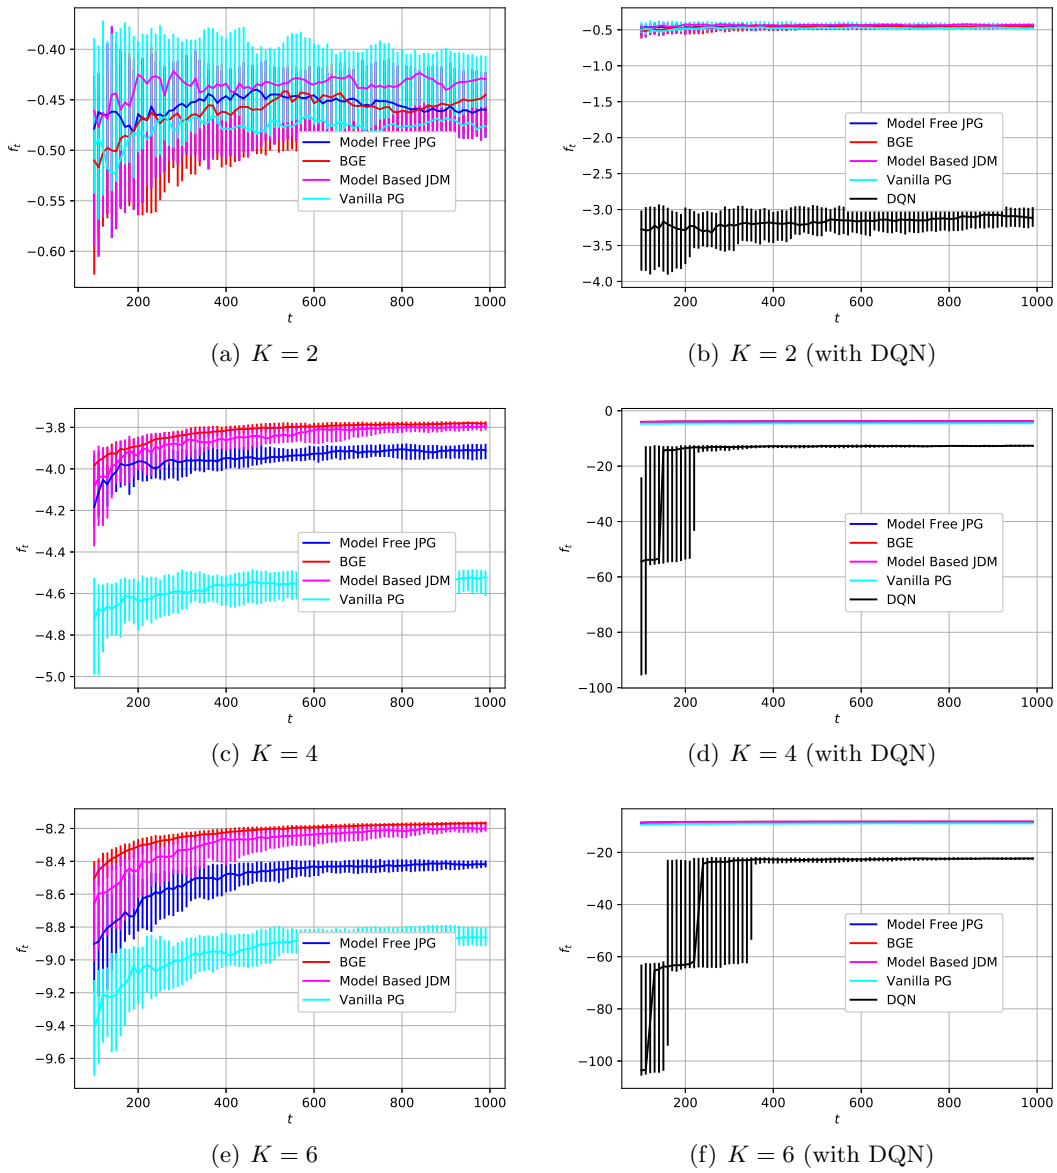 −0.40
−0.45
−0.50
−0.55
−0.60
f_t
Model Free JPG
BGE
Model Based JDM
Vanilla PG
200 400 600 800 1000
t
(a) K = 2
−0.5
−1.0
−1.5
−2.0
−2.5
−3.0
−3.5
−4.0
f_t
Model Free JPG
BGE
Model Based JDM
Vanilla PG
DQN
200 400 600 800 1000
t
(b) K = 2 (with DQN)
−3.8
−4.0
−4.2
−4.4
−4.6
−4.8
−5.0
f_t
Model Free JPG
BGE
Model Based JDM
Vanilla PG
200 400 600 800 1000
t
(c) K = 4
0
−20
−40
−60
−80
−100
f_t
Model Free JPG
BGE
Model Based JDM
Vanilla PG
DQN
200 400 600 800 1000
t
(d) K = 4 (with DQN)
−8.2
−8.4
−8.6
−8.8
−9.0
−9.2
−9.4
−9.6
f_t
Model Free JPG
BGE
Model Based JDM
Vanilla PG
200 400 600 800 1000
t
(e) K = 6
−20
−40
−60
−80
−100
f_t
Model Free JPG
BGE
Model Based JDM
Vanilla PG
DQN
200 400 600 800 1000
t
(f) K = 6 (with DQN)